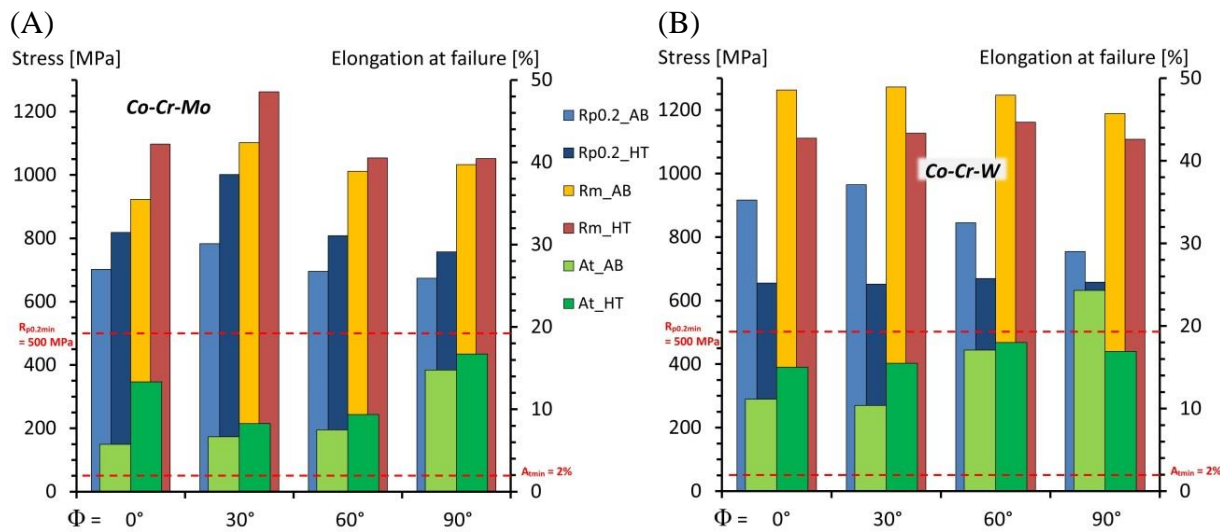 (A)
Stress [MPa]
Elongation at failure [%]
Co-Cr-Mo
1200
1000
800
600
400
200
0
50
40
30
20
10
0
Rp0.2min
= 500 MPa
Atmin = 2%
Φ = 0° 30° 60° 90°
Rp0.2_AB
Rp0.2_HT
Rm_AB
Rm_HT
At_AB
At_HT
(B)
Stress [MPa]
Elongation at failure [%]
Co-Cr-W
1200
1000
800
600
400
200
0
50
40
30
20
10
0
Rp0.2min
= 500 MPa
Atmin = 2%
Φ = 0° 30° 60° 90°